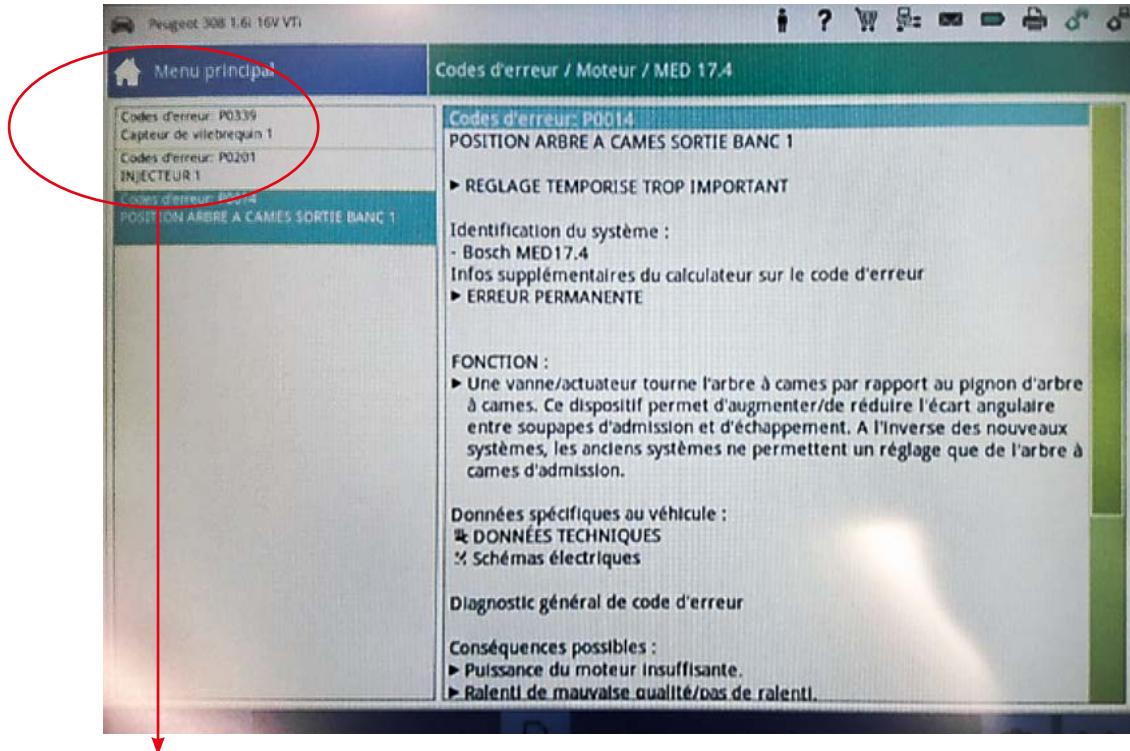 Peugeot 308 1.6i 16V VTi
Menu principal
Codes d'erreur / Moteur / MED 17.4
Codes d'erreur: P0339
Capteur de vilebrequin 1
Codes d'erreur: P0201
INJECTEUR 1
Codes d'erreur: P0014
POSITION ARBRE A CAMES SORTIE BANC 1
Codes d'erreur: P0014
POSITION ARBRE A CAMES SORTIE BANC 1
► REGLAGE TEMPORISE TROP IMPORTANT
Identification du système :
- Bosch MED17.4
Infos supplémentaires du calculateur sur le code d'erreur
► ERREUR PERMANENTE
FONCTION :
► Une vanne/actuateur tourne l'arbre à cames par rapport au pignon d'arbre
à cames. Ce dispositif permet d'augmenter/de réduire l'écart angulaire
entre soupapes d'admission et d'échappement. A l'inverse des nouveaux
systèmes, les anciens systèmes ne permettent un réglage que de l'arbre à
cames d'admission.
Données spécifiques au véhicule :
DONNÉES TECHNIQUES
Schémas électriques
Diagnostic général de code d'erreur
Conséquences possibles :
► Puissance du moteur insuffisante.
► Ralenti de mauvaise qualité/pas de ralenti.